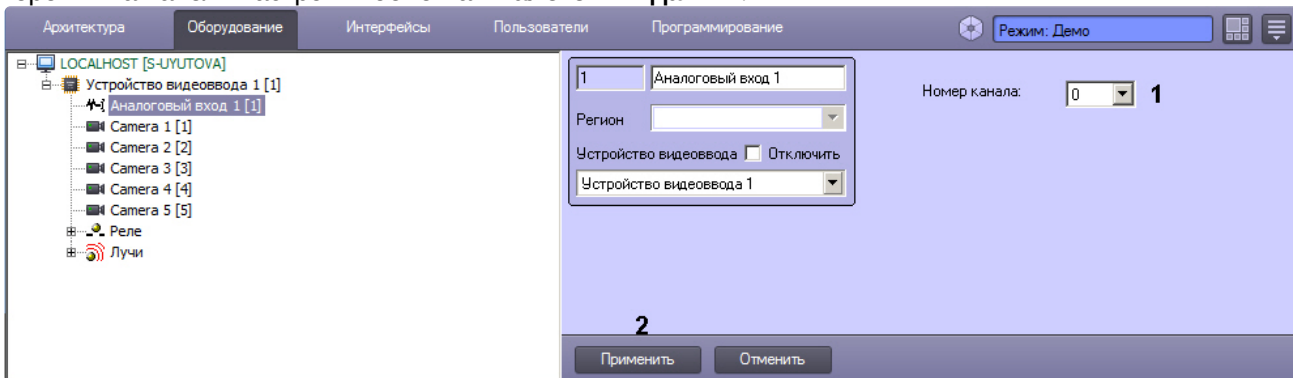 Архитектура Оборудование Интерфейсы Пользователи Программирование Режим: Демо
LOCALHOST [S-UYUTOVA]
Устройство видеоввода 1 [1]
Аналоговый вход 1 [1]
Camera 1 [1]
Camera 2 [2]
Camera 3 [3]
Camera 4 [4]
Camera 5 [5]
Реле
Лучи
1 Аналоговый вход 1
Регион
Устройство видеоввода Отключить
Устройство видеоввода 1
Номер канала: 0 1
2
Применить Отменить